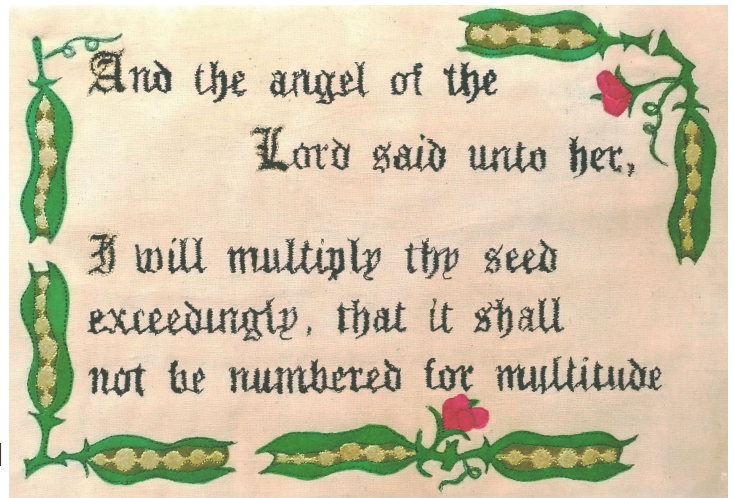 And the angel of the
Lord said unto her,
I will multiply thy seed
exceedingly, that it shall
not be numbered for multitude